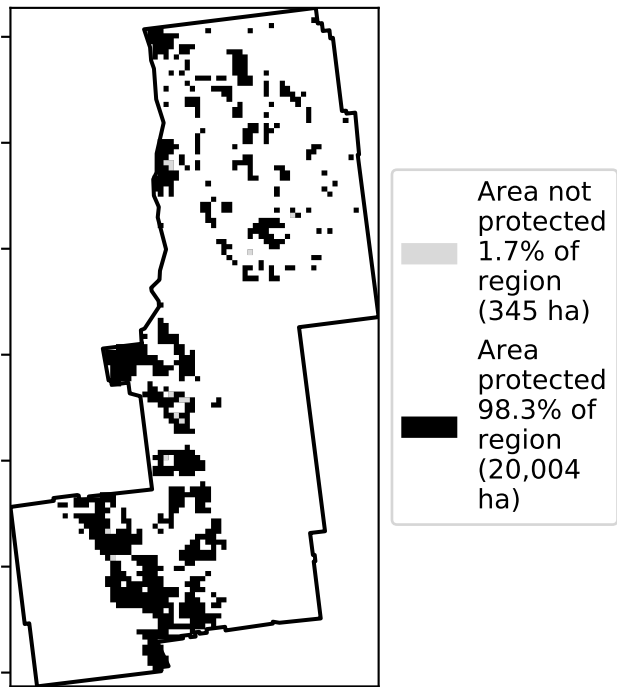 Area not
protected
1.7% of
region
(345 ha)
Area
protected
98.3% of
region
(20,004
ha)